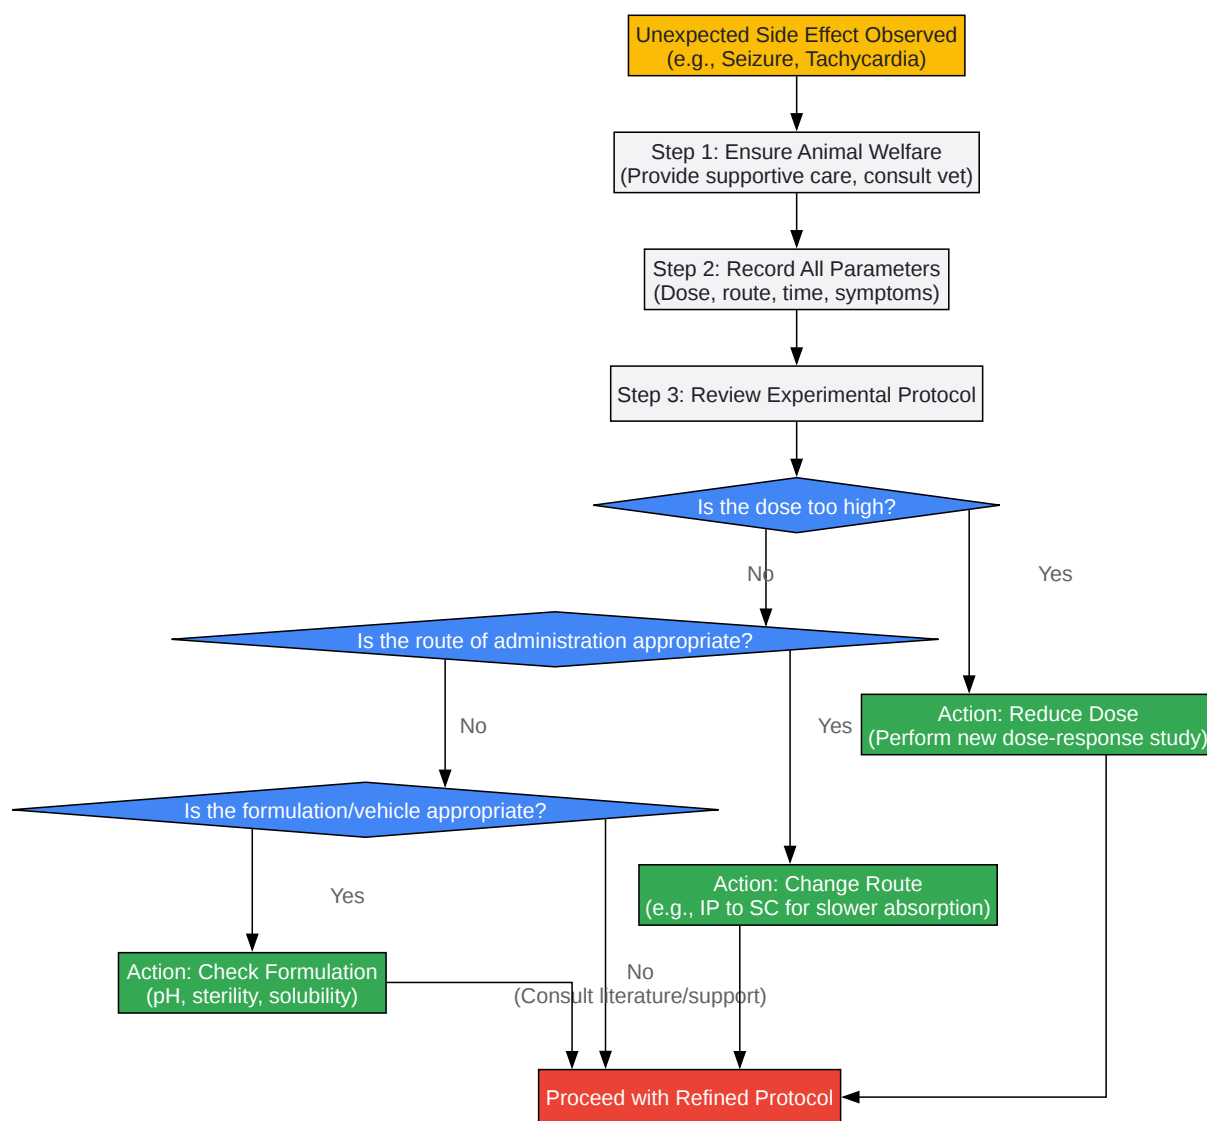 Unexpected Side Effect Observed
(e.g., Seizure, Tachycardia)
Step 1: Ensure Animal Welfare
(Provide supportive care, consult vet)
Step 2: Record All Parameters
(Dose, route, time, symptoms)
Step 3: Review Experimental Protocol
Is the dose too high?
No
Yes
Is the route of administration appropriate?
No
Yes
Action: Reduce Dose
(Perform new dose-response study)
Is the formulation/vehicle appropriate?
Yes
Action: Change Route
(e.g., IP to SC for slower absorption)
Action: Check Formulation
(pH, sterility, solubility)
No
(Consult literature/support)
Proceed with Refined Protocol